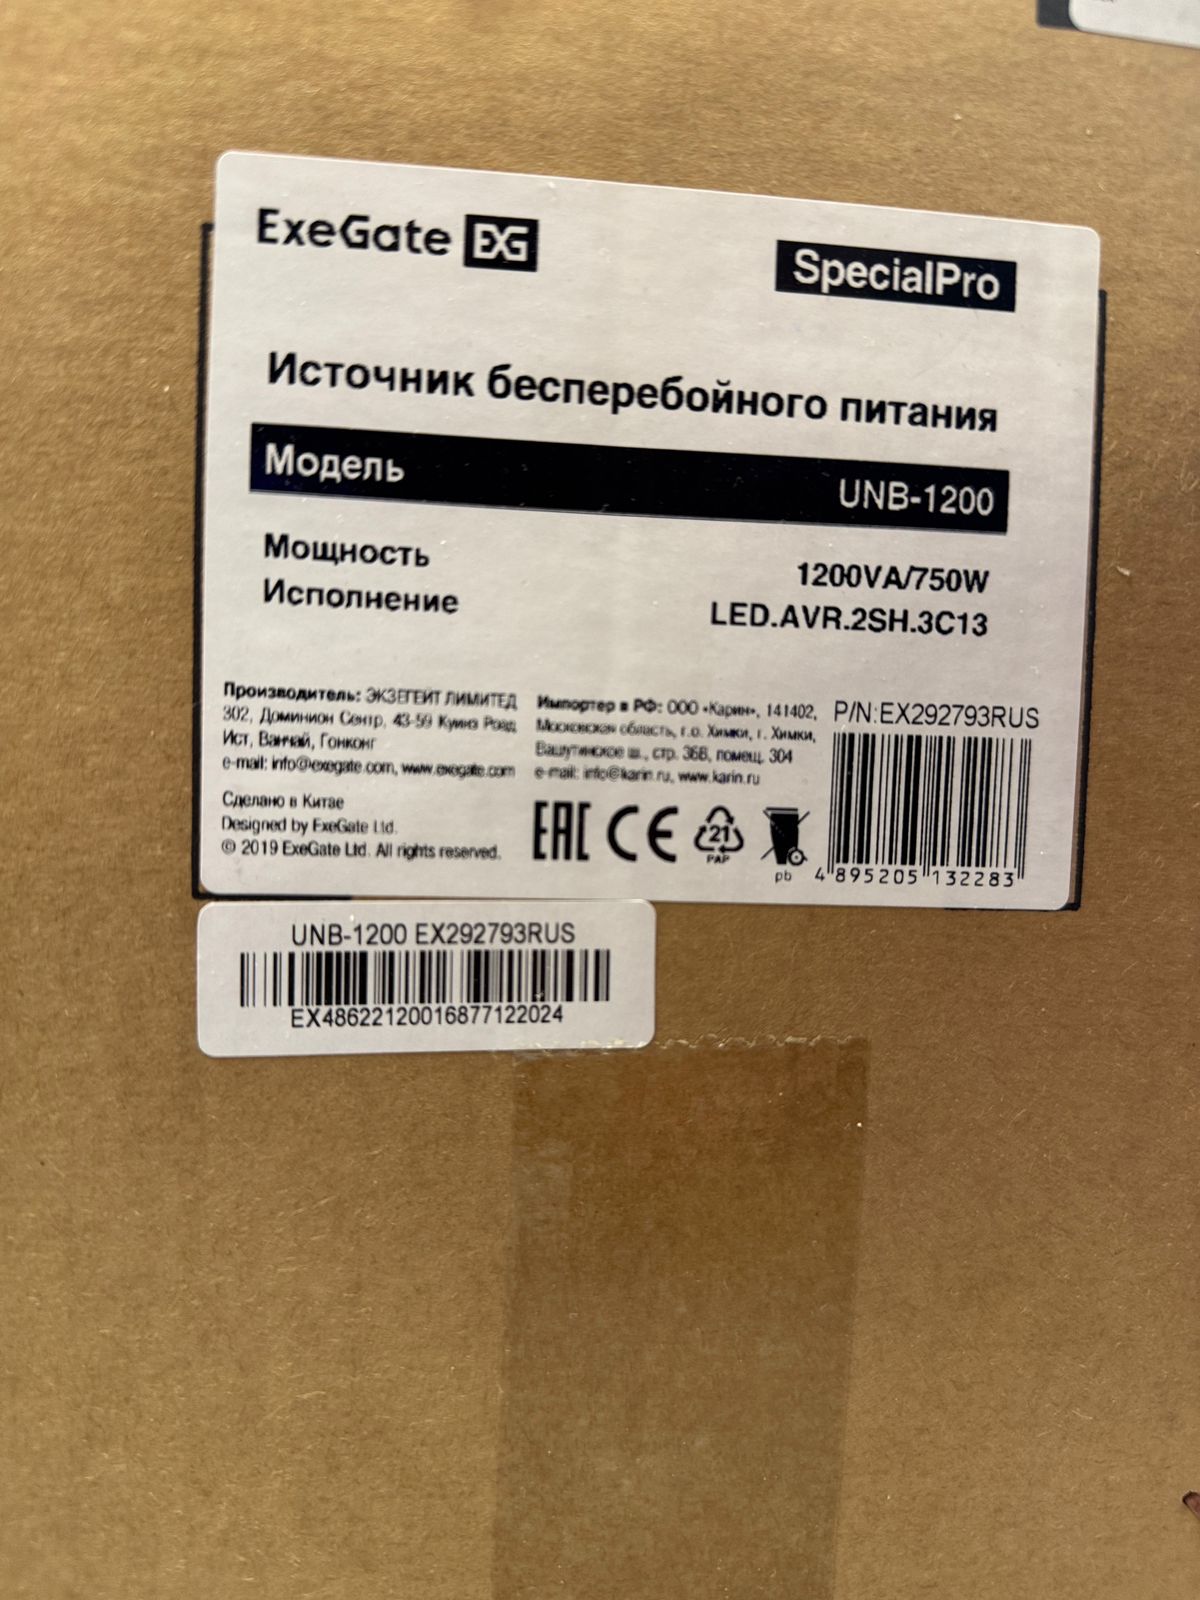 ExeGate EG
SpecialPro
Источник бесперебойного питания
Модель UNB-1200
Мощность 1200VA/750W
Исполнение LED.AVR.2SH.3C13
Производитель: ЭКЗЕГЕЙТ ЛИМИТЕД
302, Доминион Сентр, 43-59 Куинз Роад
Ист, Ванчай, Гонконг
e-mail: info@exegate.com, www.exegate.com
Сделано в Китае
Designed by ExeGate Ltd.
© 2019 ExeGate Ltd. All rights reserved.
Импортер в РФ: ООО «Карин», 141402,
Московская область, г.о. Химки, г. Химки,
Вашутинское ш., стр. 36В, помещ. 304
e-mail: info@karin.ru, www.karin.ru
EAC CE 21 PAP pb
P/N:EX292793RUS
4 895205 132283
UNB-1200 EX292793RUS
EX48622120016877122024